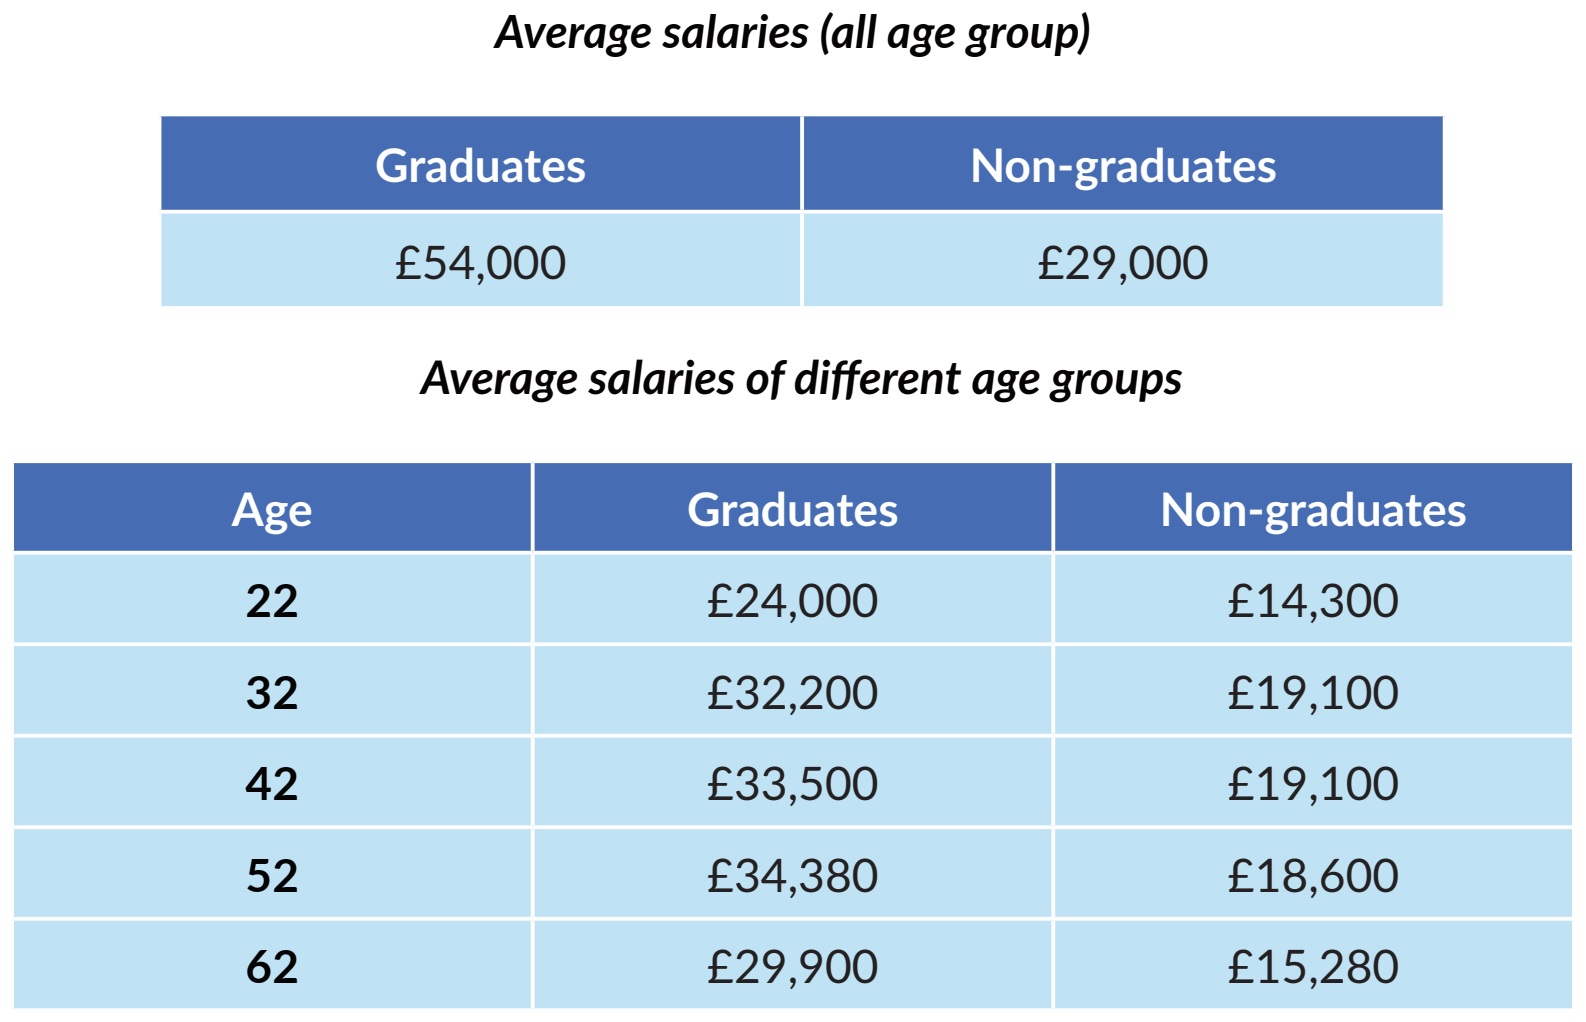 Average salaries (all age group)
Graduates Non-graduates
£54,000 £29,000
Average salaries of different age groups
Age Graduates Non-graduates
22 £24,000 £14,300
32 £32,200 £19,100
42 £33,500 £19,100
52 £34,380 £18,600
62 £29,900 £15,280